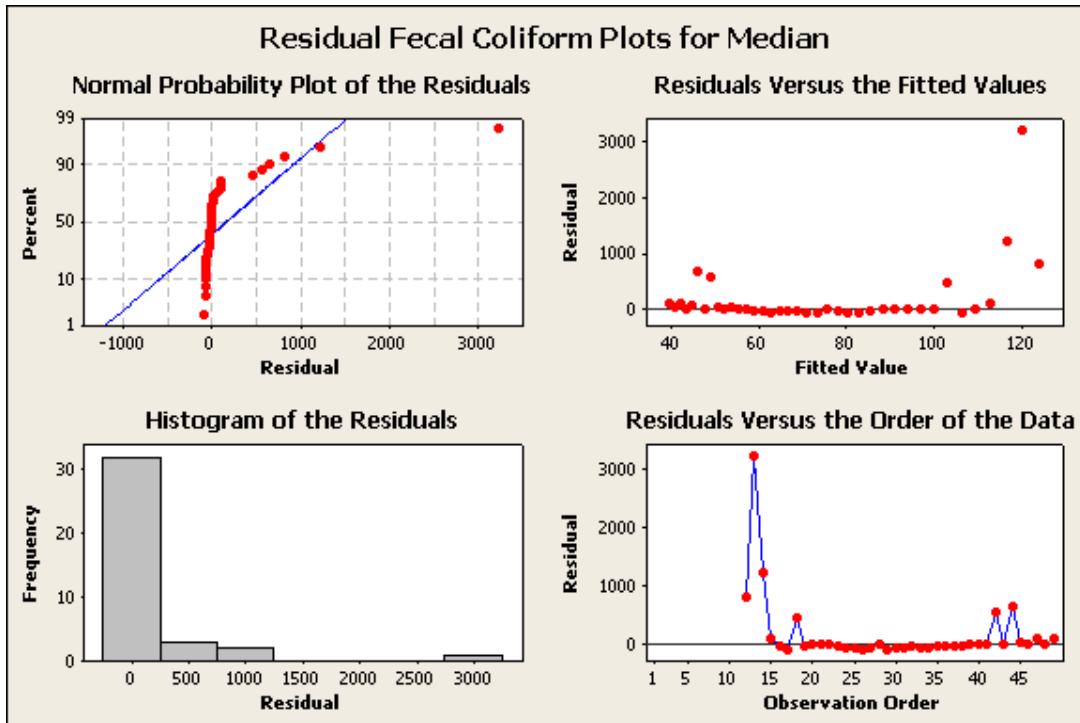 Residual Fecal Coliform Plots for Median
Normal Probability Plot of the Residuals
99
90
50
10
1
Percent
-1000 0 1000 2000 3000
Residual
Residuals Versus the Fitted Values
3000
2000
1000
0
Residual
40 60 80 100 120
Fitted Value
Histogram of the Residuals
30
20
10
0
Frequency
0 500 1000 1500 2000 2500 3000
Residual
Residuals Versus the Order of the Data
3000
2000
1000
0
Residual
1 5 10 15 20 25 30 35 40 45
Observation Order